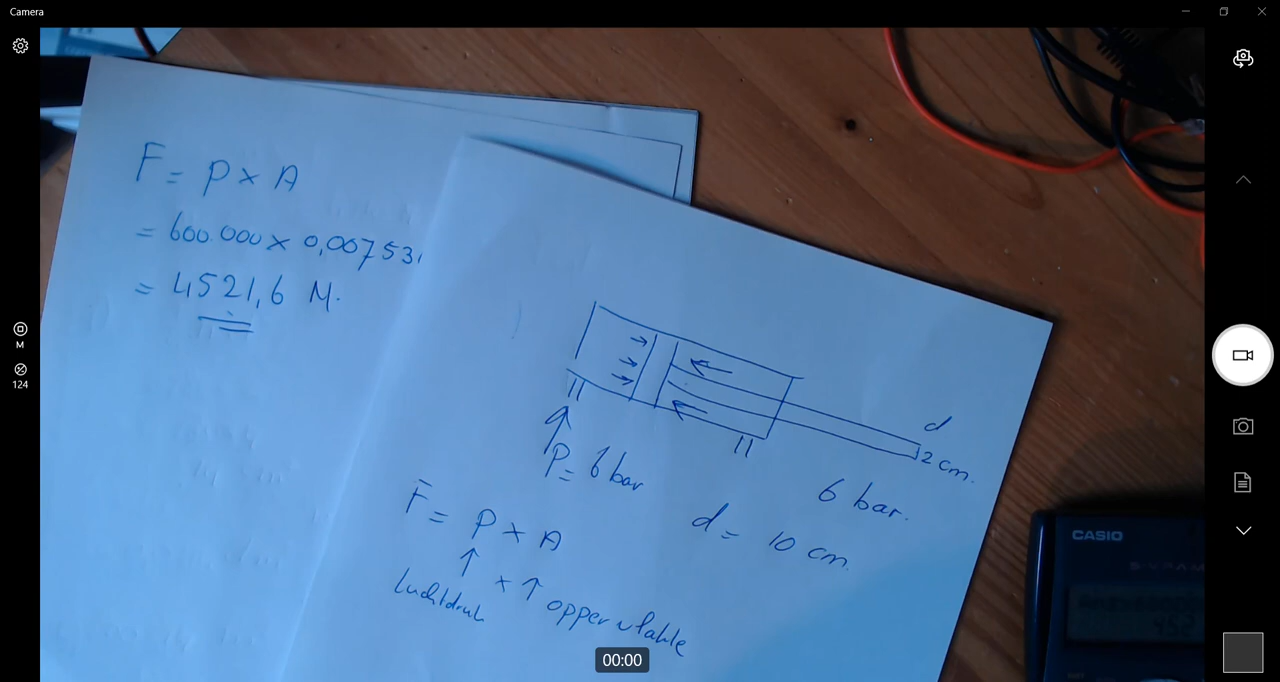 Camera
M
124
F = P x A
= 600.000 x 0,00753
= 4521,6 M.
d
2 cm.
P = 6 bar
6 bar.
F = P x A
d = 10 cm.
luchtdruk x oppervlakte
CASIO
00:00